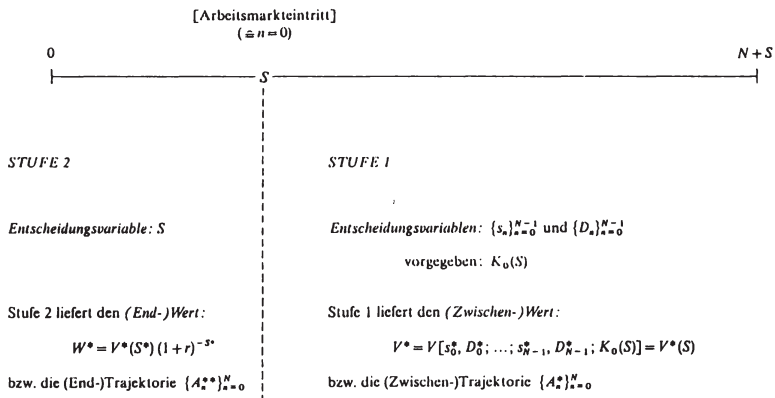 [Arbeitsmarkteintritt]
(≙ n = 0)
0
N + S
S
STUFE 2
Entscheidungsvariable: S
Stufe 2 liefert den (End-)Wert:
W* = V*(S*) (1 + r)^{-S*}
bzw. die (End-)Trajektorie {A_n^{**}}_{n=0}^{N}
STUFE 1
Entscheidungsvariablen: {s_n}_{n=0}^{N-1} und {D_n}_{n=0}^{N-1}
vorgegeben: K_0(S)
Stufe 1 liefert den (Zwischen-)Wert:
V* = V[s_0^*, D_0^*; …; s_{N-1}^*, D_{N-1}^*; K_0(S)] = V*(S)
bzw. die (Zwischen-)Trajektorie {A_n^*}_{n=0}^{N}